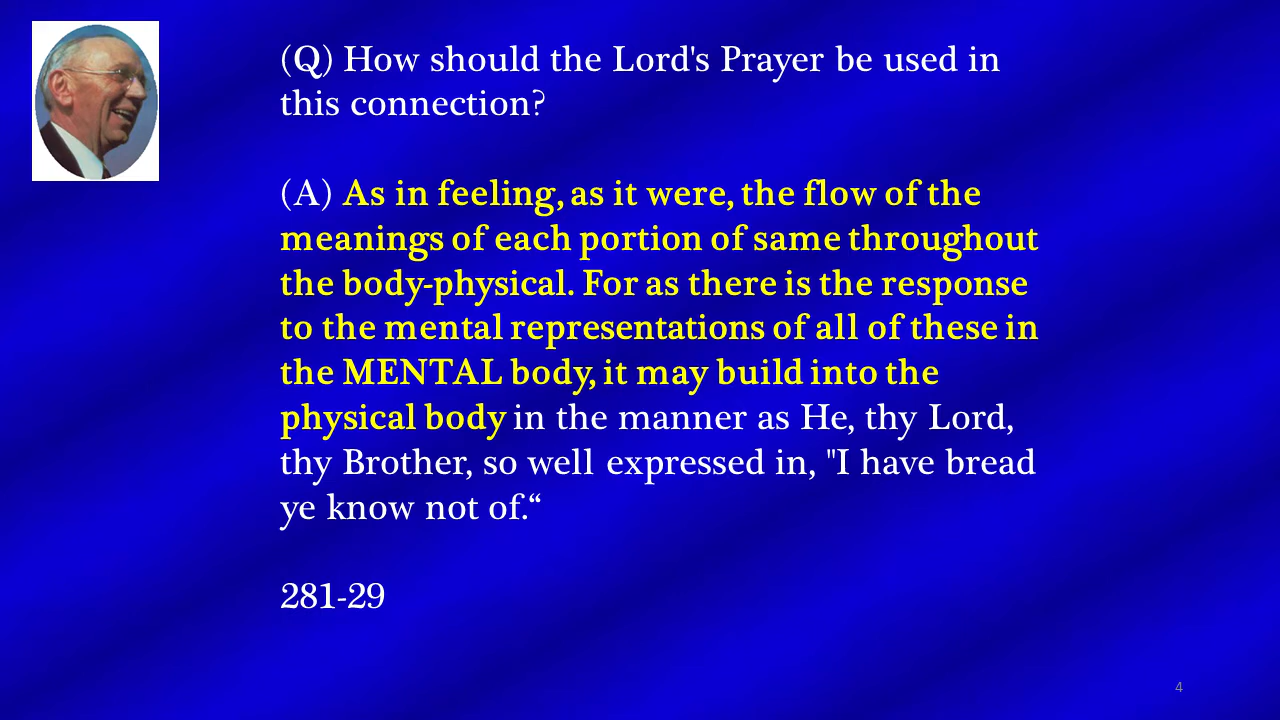 (Q) How should the Lord's Prayer be used in
this connection?
(A) As in feeling, as it were, the flow of the
meanings of each portion of same throughout
the body-physical. For as there is the response
to the mental representations of all of these in
the MENTAL body, it may build into the
physical body in the manner as He, thy Lord,
thy Brother, so well expressed in, "I have bread
ye know not of.“
281-29
4